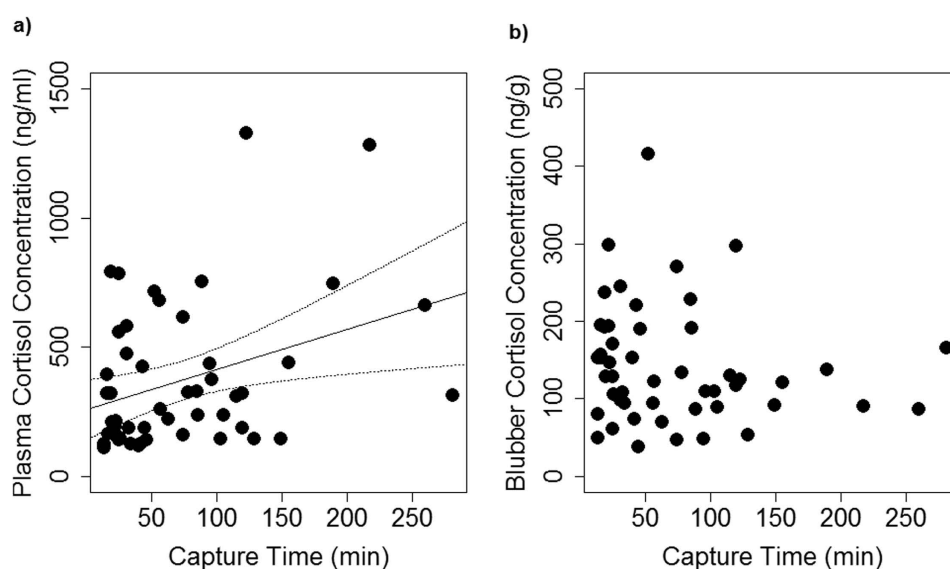 a)
Plasma Cortisol Concentration (ng/ml)
1500
1000
500
0
50 100 150 200 250
Capture Time (min)
b)
Blubber Cortisol Concentration (ng/g)
500
400
300
200
100
0
50 100 150 200 250
Capture Time (min)